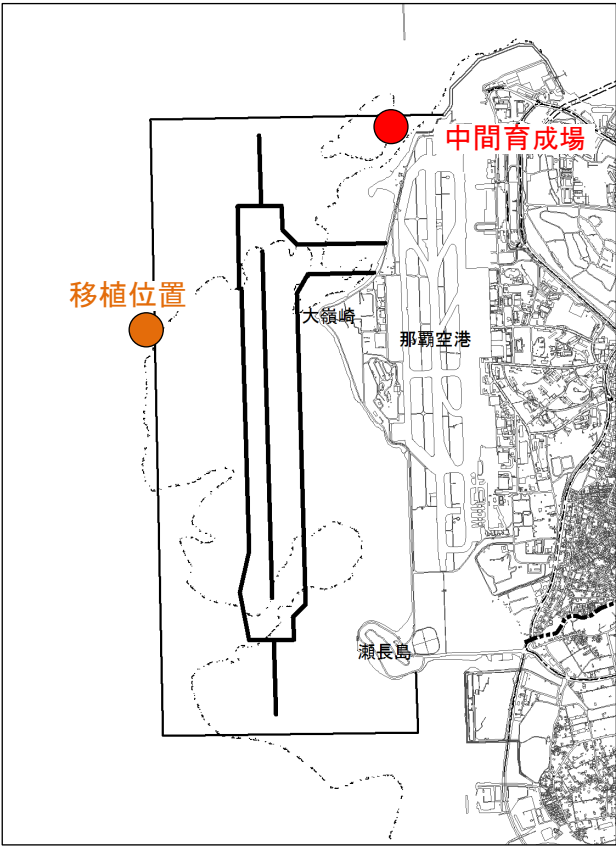 中間育成場
移植位置
大嶺崎
那覇空港
瀬長島